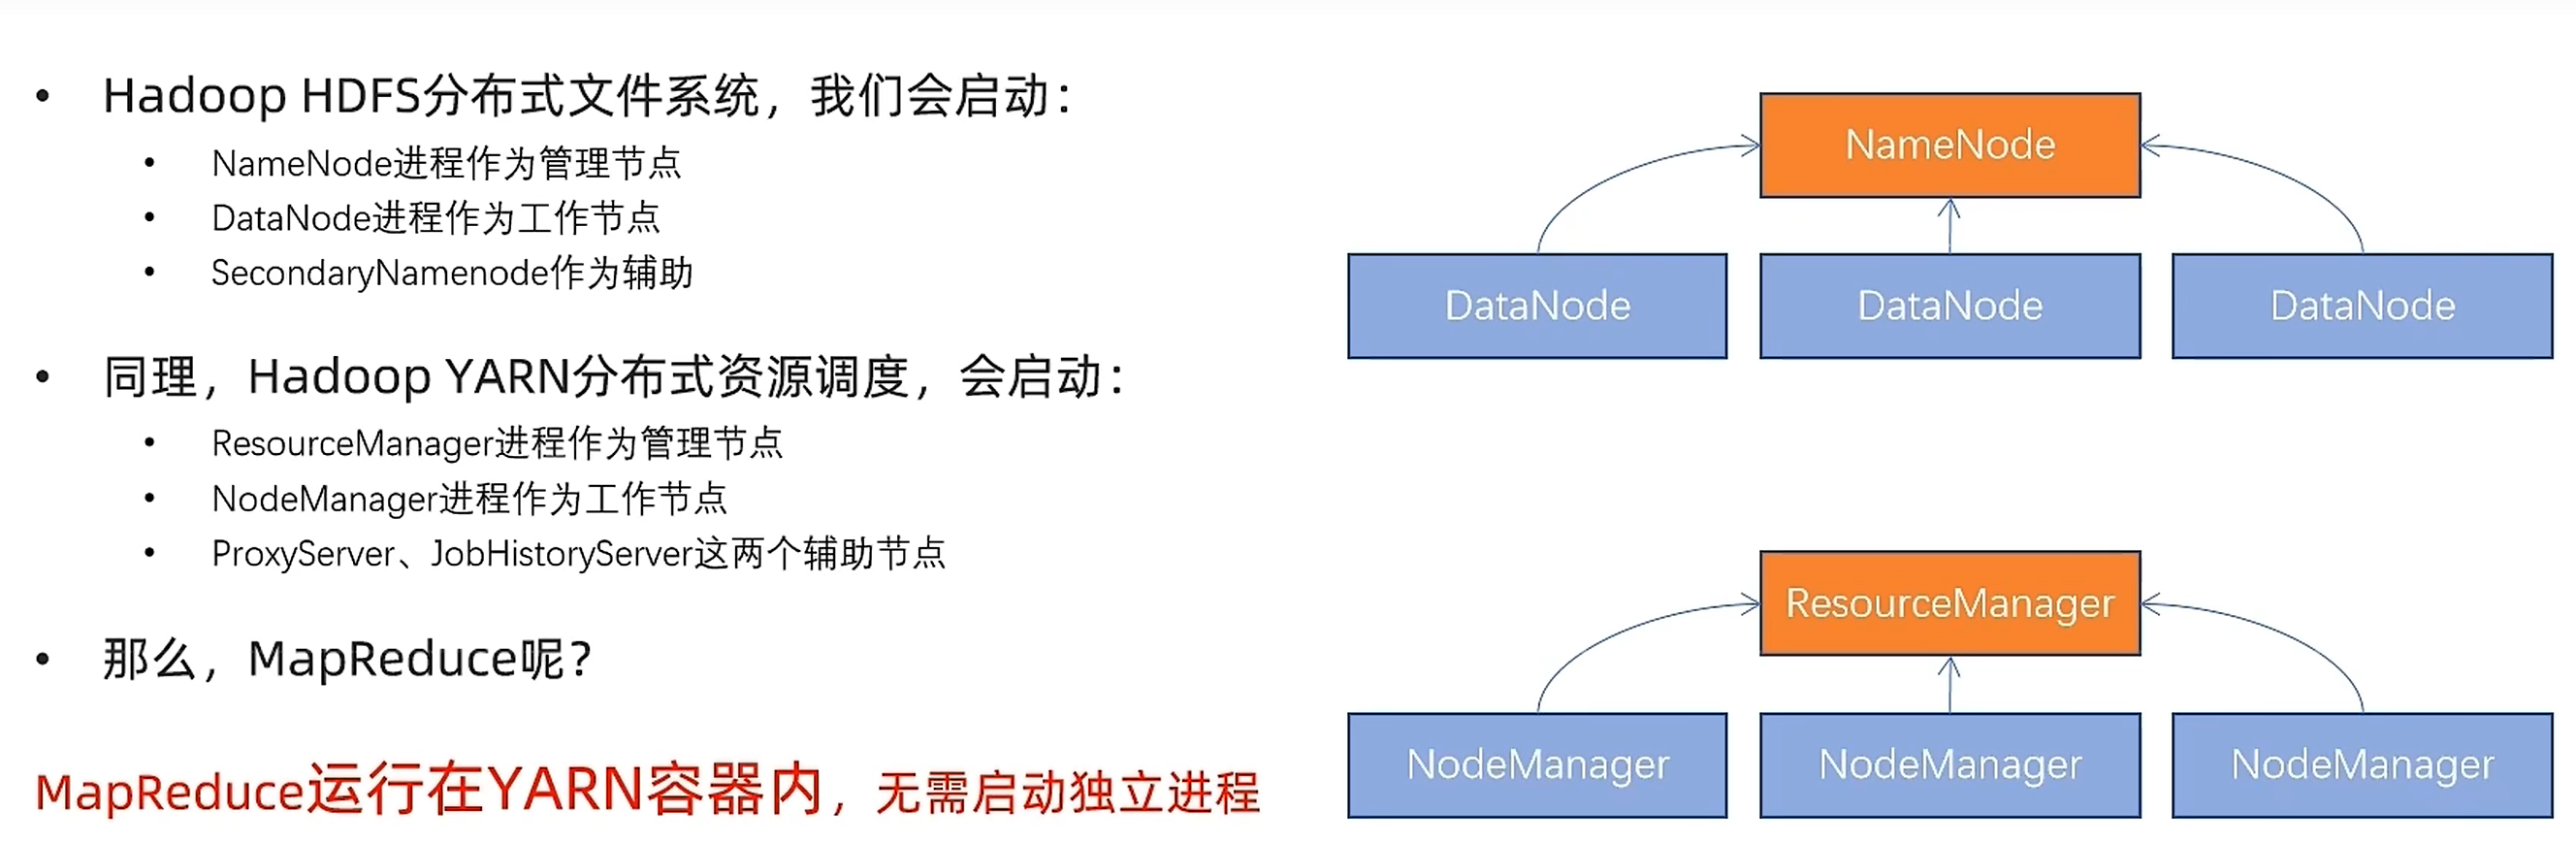 • Hadoop HDFS分布式文件系统，我们会启动：
• NameNode进程作为管理节点
• DataNode进程作为工作节点
• SecondaryNamenode作为辅助
• 同理，Hadoop YARN分布式资源调度，会启动：
• ResourceManager进程作为管理节点
• NodeManager进程作为工作节点
• ProxyServer、JobHistoryServer这两个辅助节点
• 那么，MapReduce呢？
MapReduce运行在YARN容器内，无需启动独立进程
NameNode
DataNode
DataNode
DataNode
ResourceManager
NodeManager
NodeManager
NodeManager